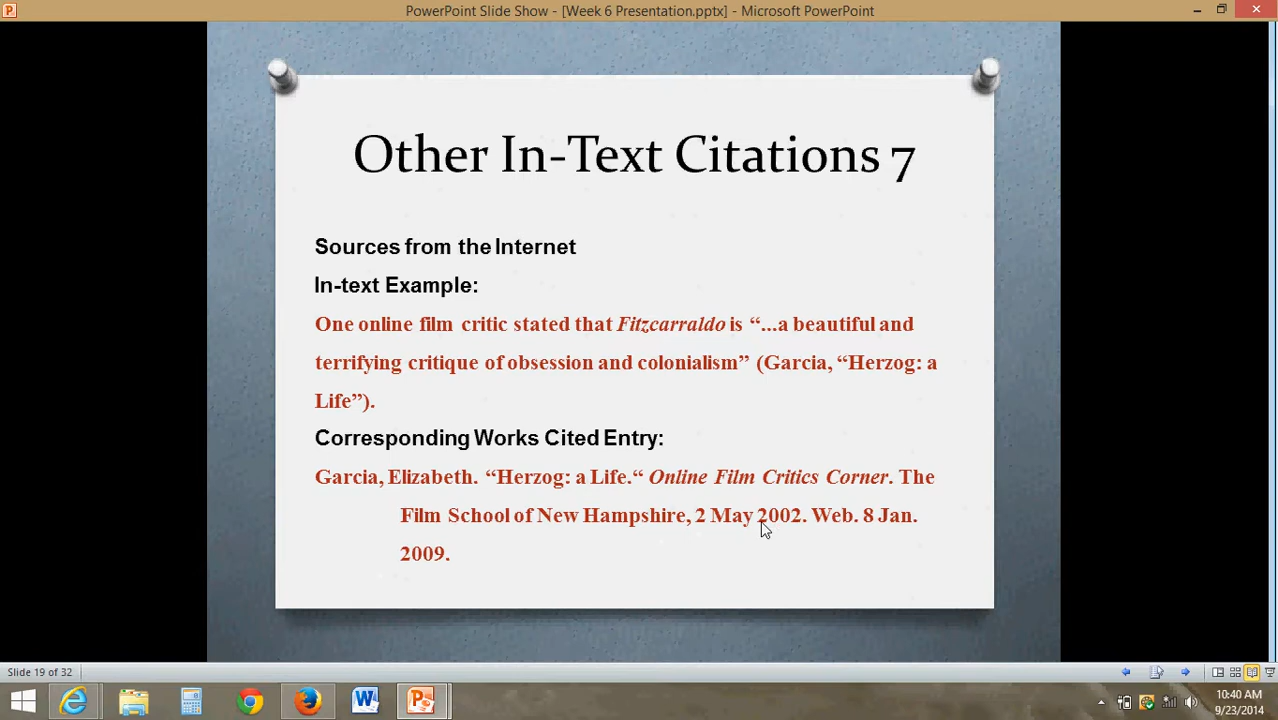 PowerPoint Slide Show - [Week 6 Presentation.pptx] - Microsoft PowerPoint
Other In-Text Citations 7
Sources from the Internet
In-text Example:
One online film critic stated that Fitzcarraldo is “...a beautiful and
terrifying critique of obsession and colonialism” (Garcia, “Herzog: a
Life”).
Corresponding Works Cited Entry:
Garcia, Elizabeth. “Herzog: a Life.“ Online Film Critics Corner. The
Film School of New Hampshire, 2 May 2002. Web. 8 Jan.
2009.
Slide 19 of 32
10:40 AM
9/23/2014